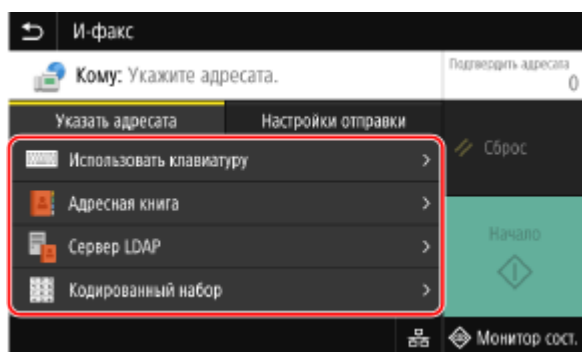 И-факс
Кому: Укажите адресата.
Подтвердить адресата
0
Указать адресата
Настройки отправки
Использовать клавиатуру
Адресная книга
Сервер LDAP
Кодированный набор
Сброс
Начало
Монитор сост.